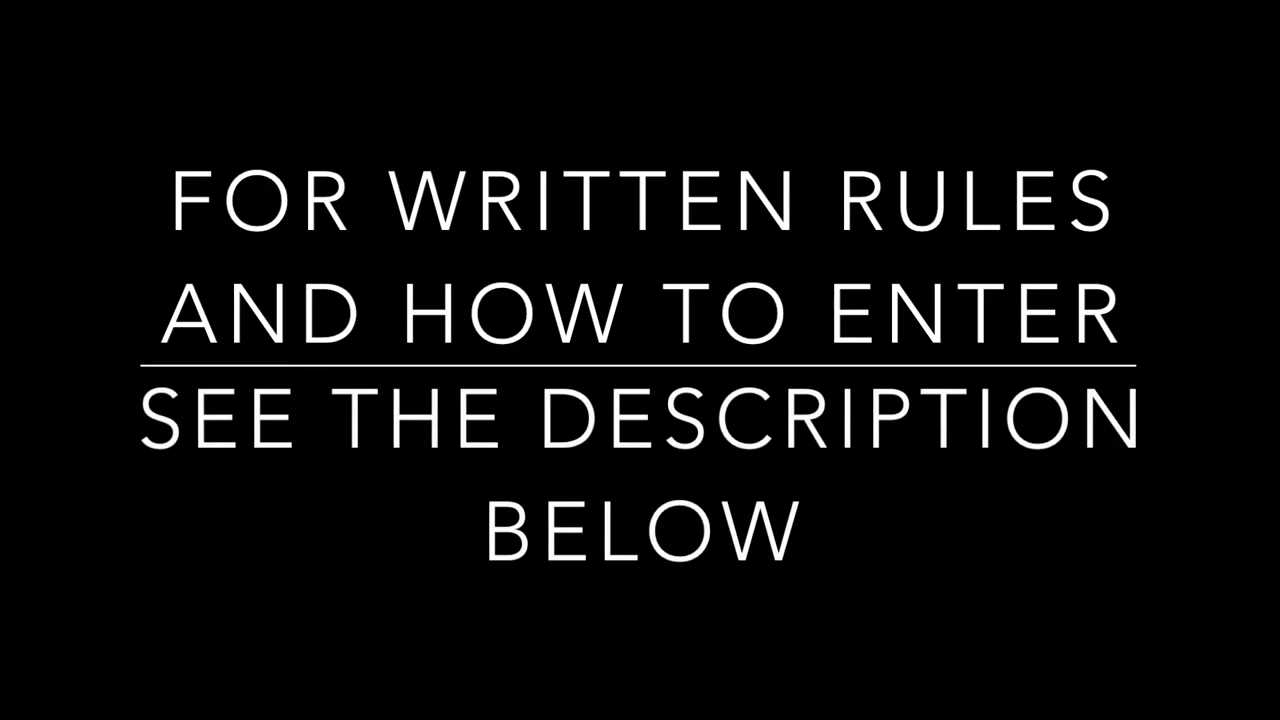 FOR WRITTEN RULES
AND HOW TO ENTER
SEE THE DESCRIPTION
BELOW